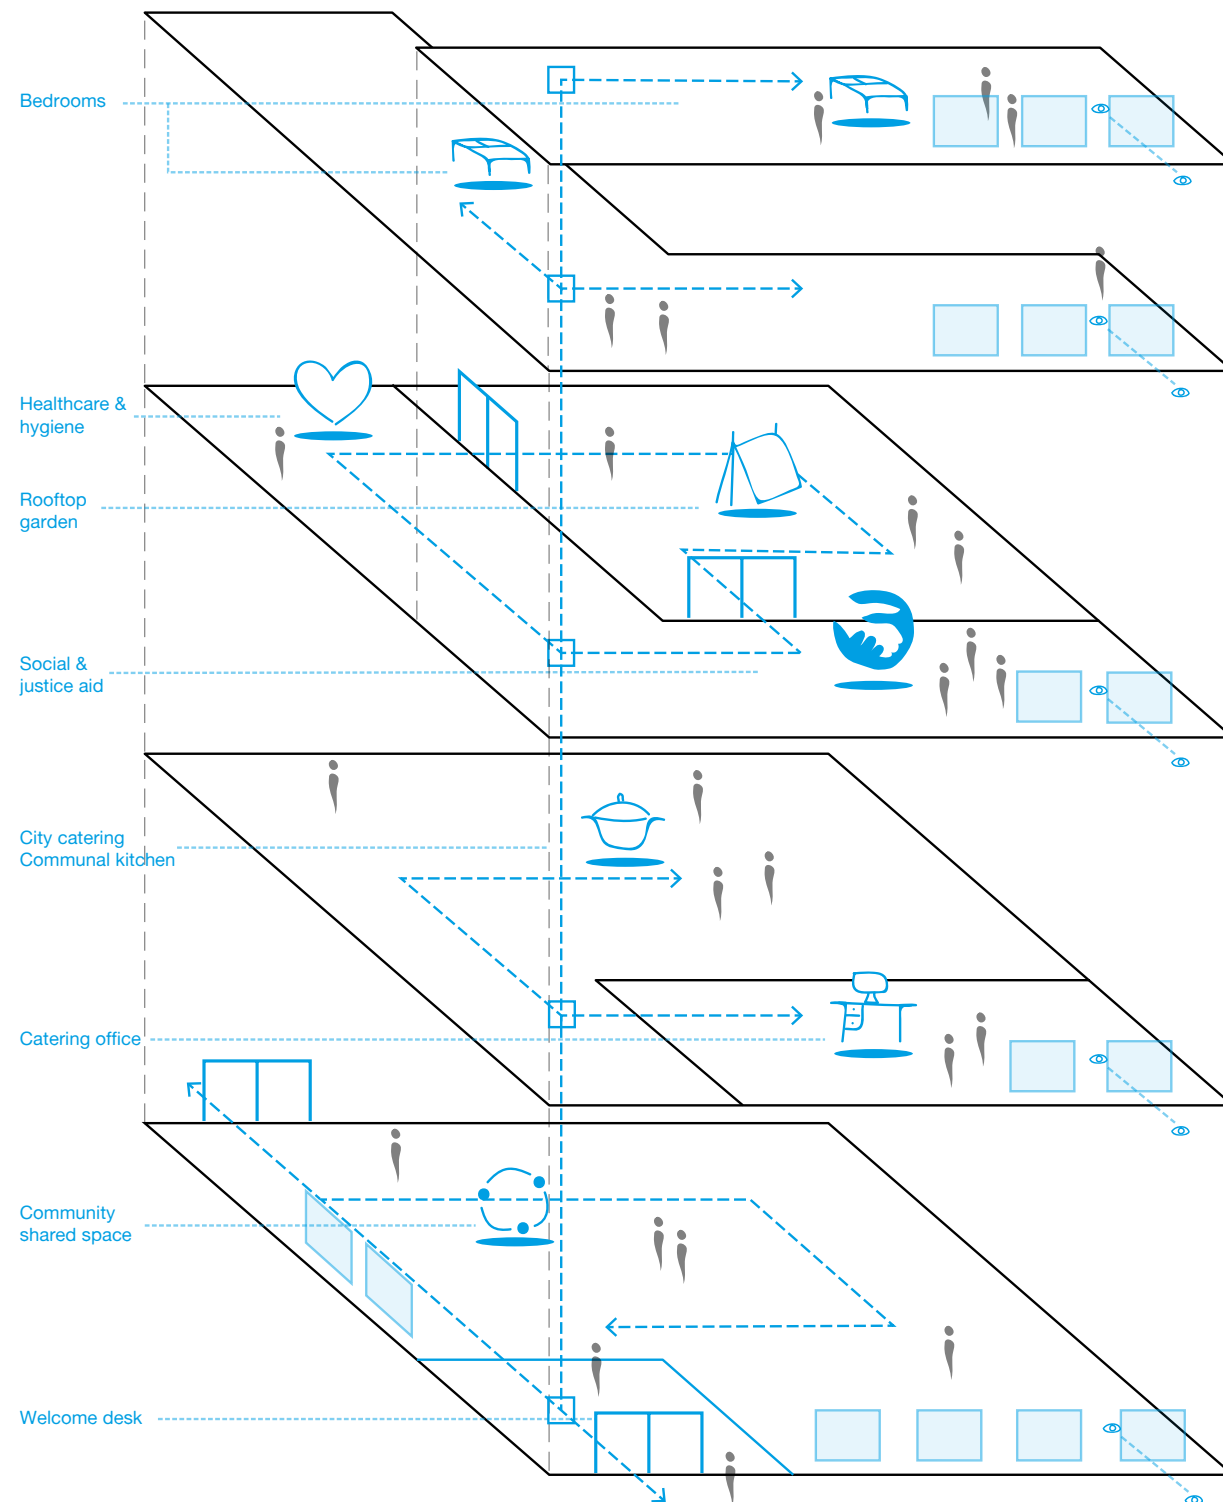 Bedrooms
Healthcare &
hygiene
Rooftop
garden
Social &
justice aid
City catering
Communal kitchen
Catering office
Community
shared space
Welcome desk